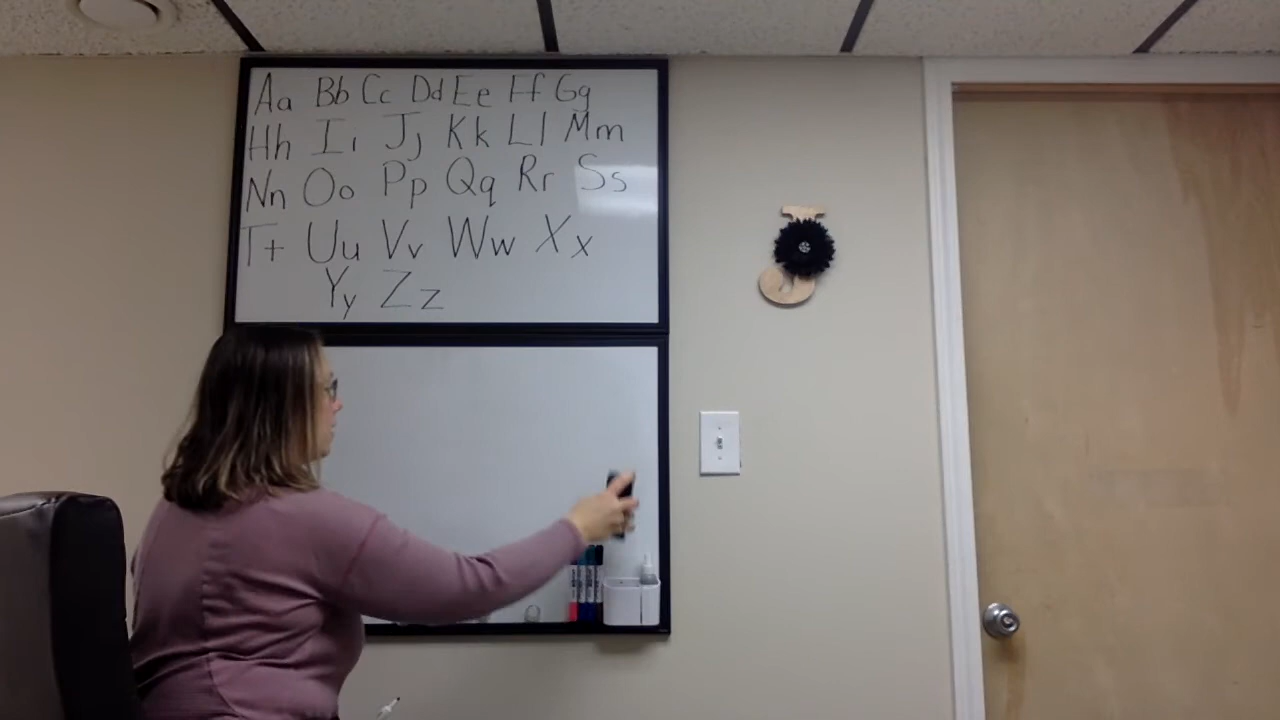 Aa Bb Cc Dd Ee Ff Gg
Hh Ii Jj Kk Ll Mm
Nn Oo Pp Qq Rr Ss
Tt Uu Vv Ww Xx
Yy Zz
J